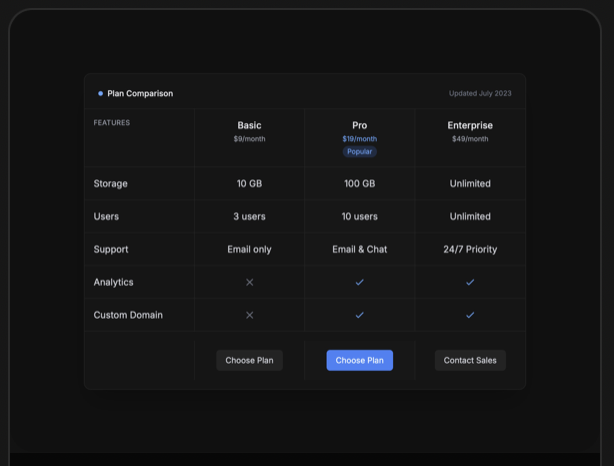 Plan Comparison
Updated July 2023
FEATURES
Basic
$9/month
Pro
$19/month
Popular
Enterprise
$49/month
Storage
10 GB
100 GB
Unlimited
Users
3 users
10 users
Unlimited
Support
Email only
Email & Chat
24/7 Priority
Analytics
Custom Domain
Choose Plan
Choose Plan
Contact Sales